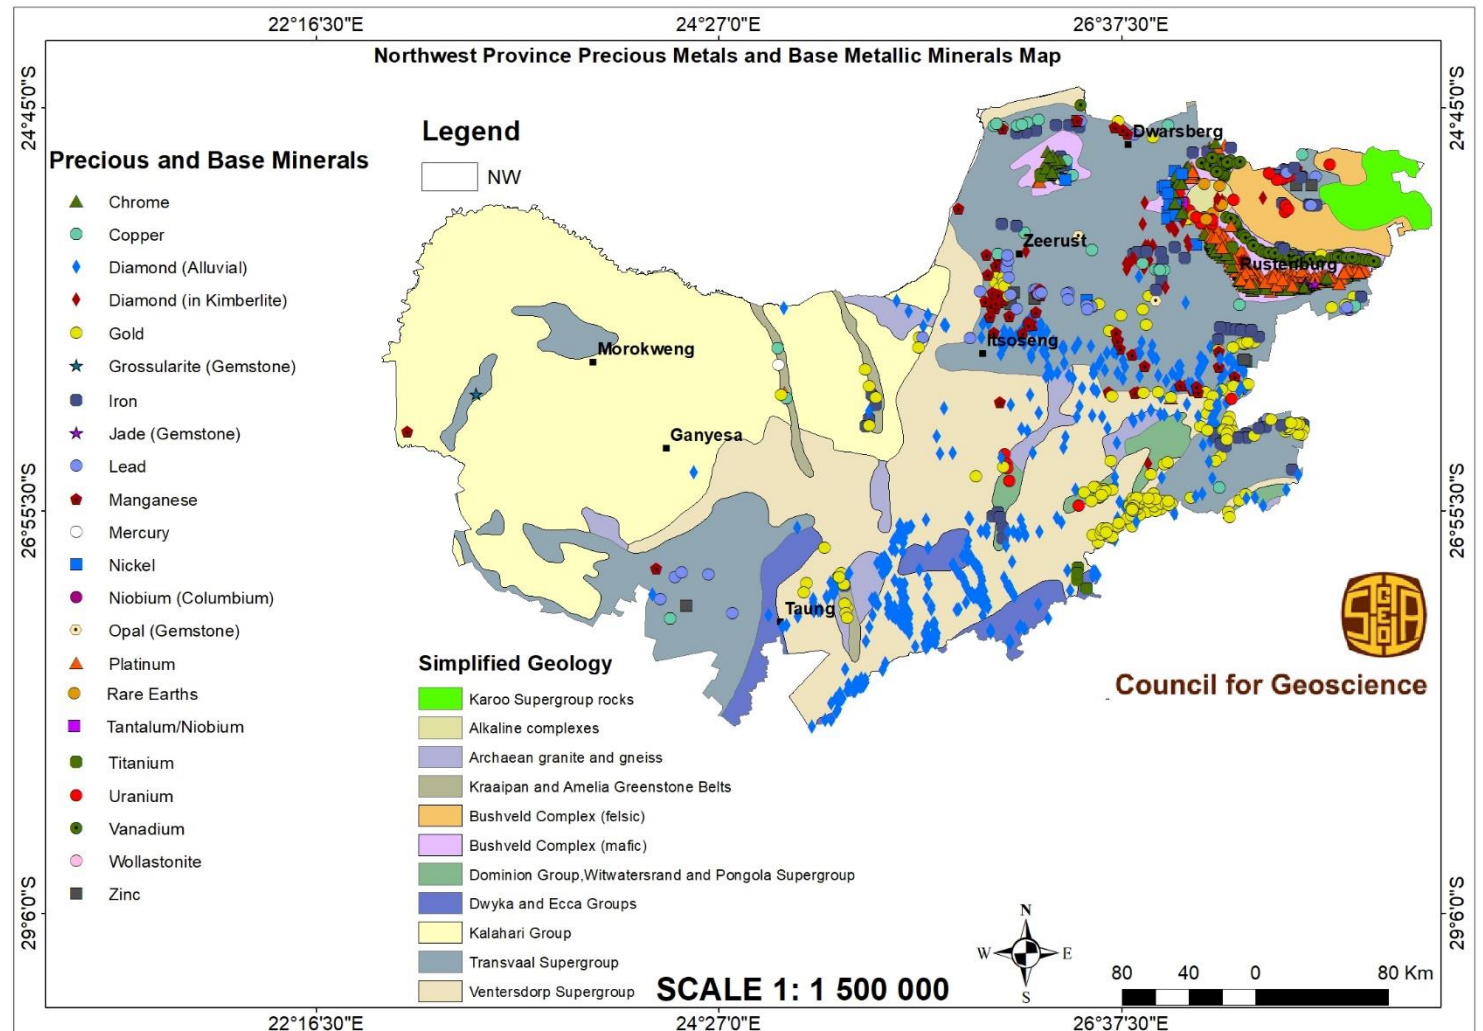 22°16'30"E
24°27'0"E
26°37'30"E
Northwest Province Precious Metals and Base Metallic Minerals Map
24°45'0"S
24°45'0"S
26°55'30"S
26°55'30"S
29°6'0"S
29°6'0"S
Legend
NW
Precious and Base Minerals
Chrome
Copper
Diamond (Alluvial)
Diamond (in Kimberlite)
Gold
Grossularite (Gemstone)
Iron
Jade (Gemstone)
Lead
Manganese
Mercury
Nickel
Niobium (Columbium)
Opal (Gemstone)
Platinum
Rare Earths
Tantalum/Niobium
Titanium
Uranium
Vanadium
Wollastonite
Zinc
Dwarsberg
Zeerust
Rustenburg
Itsoseng
Morokweng
Ganyesa
Taung
Simplified Geology
Karoo Supergroup rocks
Alkaline complexes
Archaean granite and gneiss
Kraaipan and Amelia Greenstone Belts
Bushveld Complex (felsic)
Bushveld Complex (mafic)
Dominion Group,Witwatersrand and Pongola Supergroup
Dwyka and Ecca Groups
Kalahari Group
Transvaal Supergroup
Ventersdorp Supergroup
Council for Geoscience
SCALE 1: 1 500 000
N
W
E
S
80 40 0 80 Km
22°16'30"E
24°27'0"E
26°37'30"E